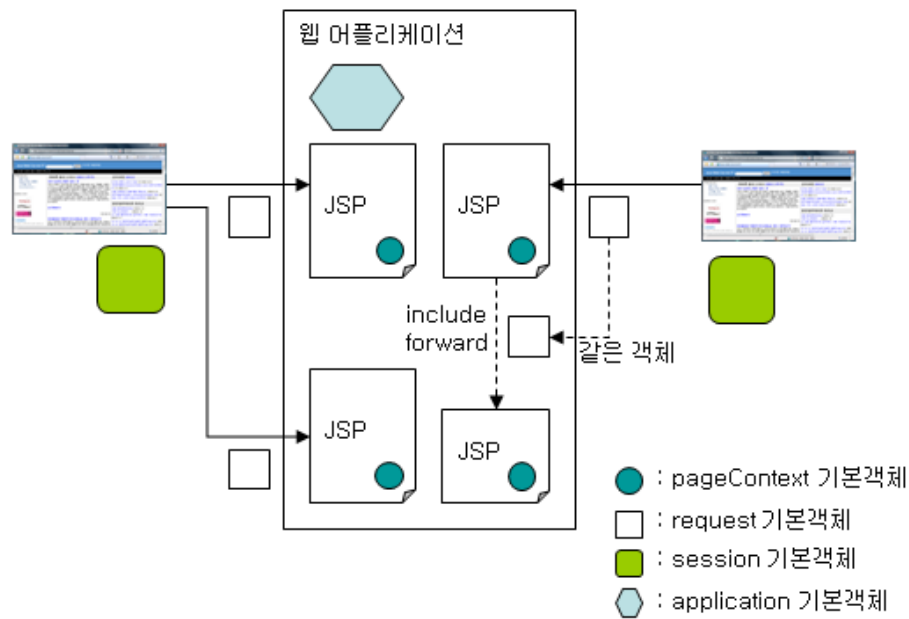 웹 어플리케이션
JSP
JSP
include
forward
같은 객체
JSP
JSP
: pageContext 기본객체
: request 기본객체
: session 기본객체
: application 기본객체